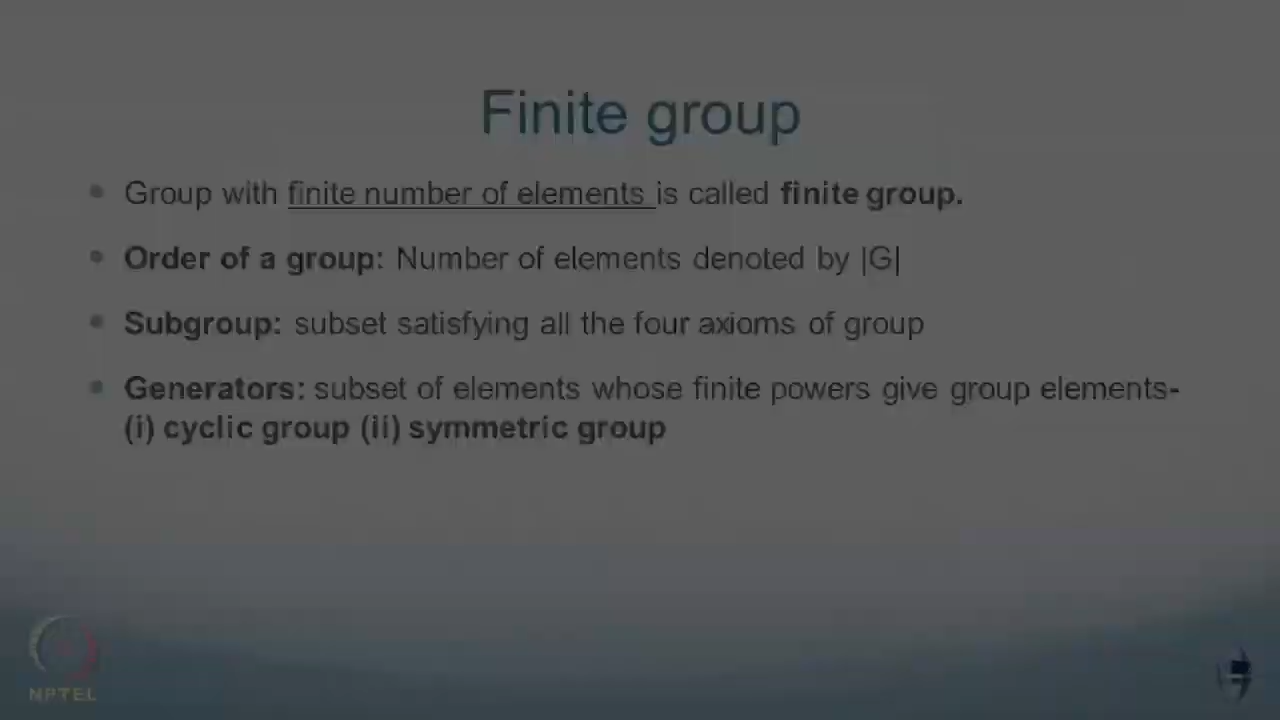 Finite group
Group with finite number of elements is called finite group.
Order of a group: Number of elements denoted by |G|
Subgroup: subset satisfying all the four axioms of group
Generators: subset of elements whose finite powers give group elements-
(i) cyclic group (ii) symmetric group
NPTEL